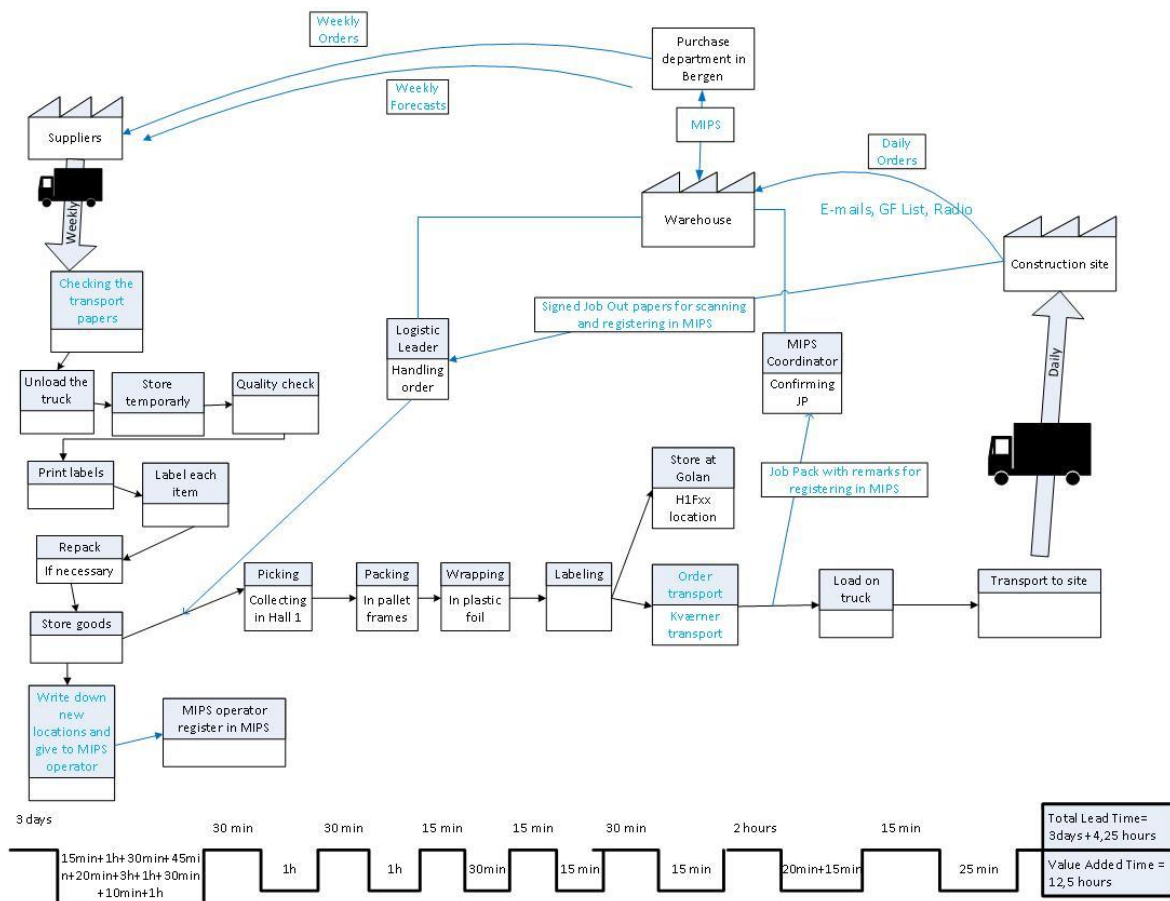 Weekly
Orders
Purchase
department in
Bergen
Weekly
Forecasts
MIPS
Suppliers
Daily
Orders
Warehouse
E-mails, GF List, Radio
Weekly
Construction site
Checking the
transport
papers
Signed Job Out papers for scanning
and registering in MIPS
Logistic
Leader
Handling
order
MIPS
Coordinator
Confirming
JP
Daily
Unload the
truck
Store
temporarly
Quality check
Print labels
Label each
item
Store at
Golan
H1Fxx
location
Job Pack with remarks for
registering in MIPS
Repack
If necessary
Picking
Collecting
in Hall 1
Packing
In pallet
frames
Wrapping
In plastic
foil
Labeling
Order
transport
Kværner
transport
Load on
truck
Transport to site
Store goods
Write down
new
locations and
give to MIPS
operator
MIPS operator
register in MIPS
3 days
30 min
30 min
15 min
15 min
30 min
2 hours
15 min
Total Lead Time=
3days+4,25 hours
15min+1h+30min+45mi
n+20min+3h+1h+30min
+10min+1h
1h
1h
30min
15 min
15 min
20min+15min
25 min
Value Added Time =
12,5 hours